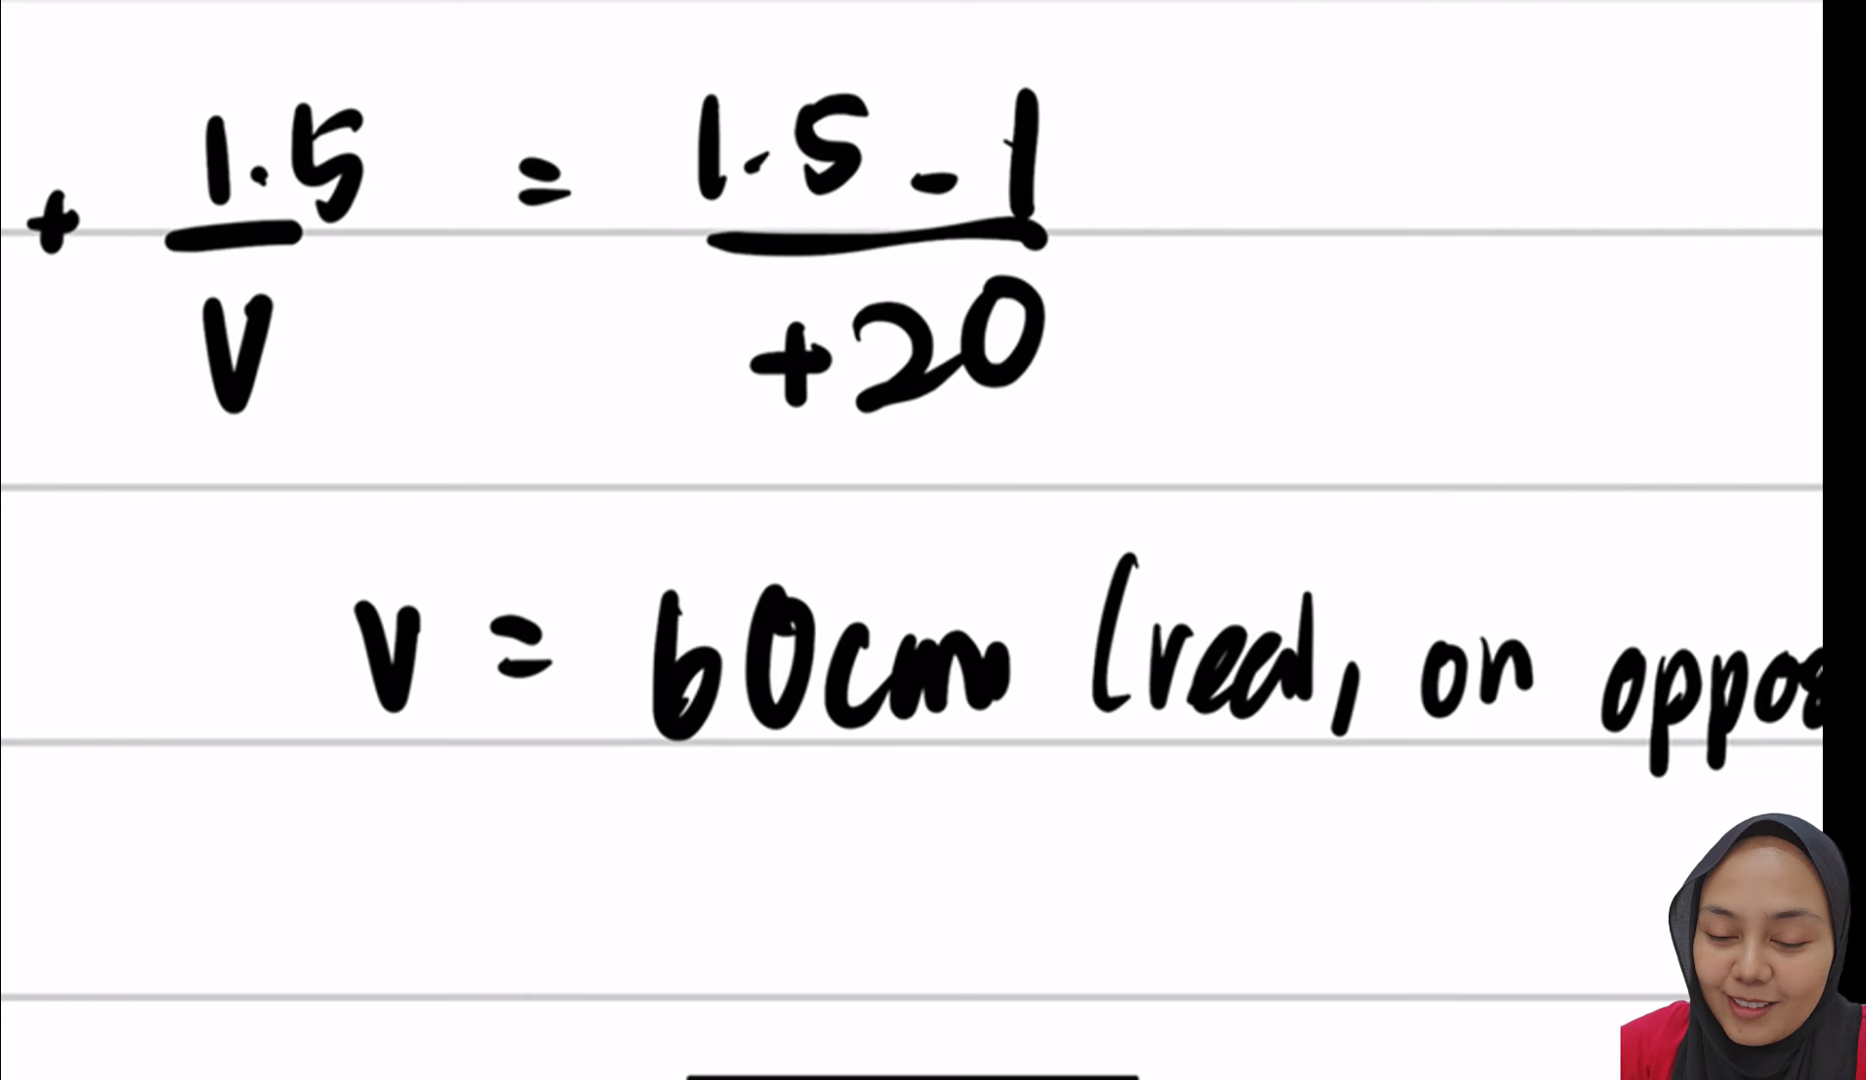 + 1.5/V = 1.5 - 1/+20
V = 60cm (real, on oppos